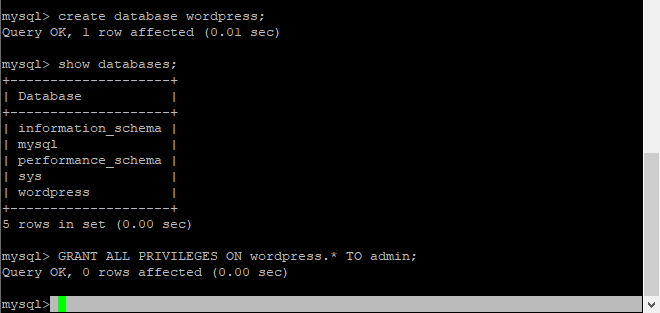 mysql> create database wordpress;
Query OK, 1 row affected (0.01 sec)
mysql> show databases;
+--------------------+
| Database           |
+--------------------+
| information_schema |
| mysql              |
| performance_schema |
| sys                |
| wordpress          |
+--------------------+
5 rows in set (0.00 sec)
mysql> GRANT ALL PRIVILEGES ON wordpress.* TO admin;
Query OK, 0 rows affected (0.00 sec)
mysql>